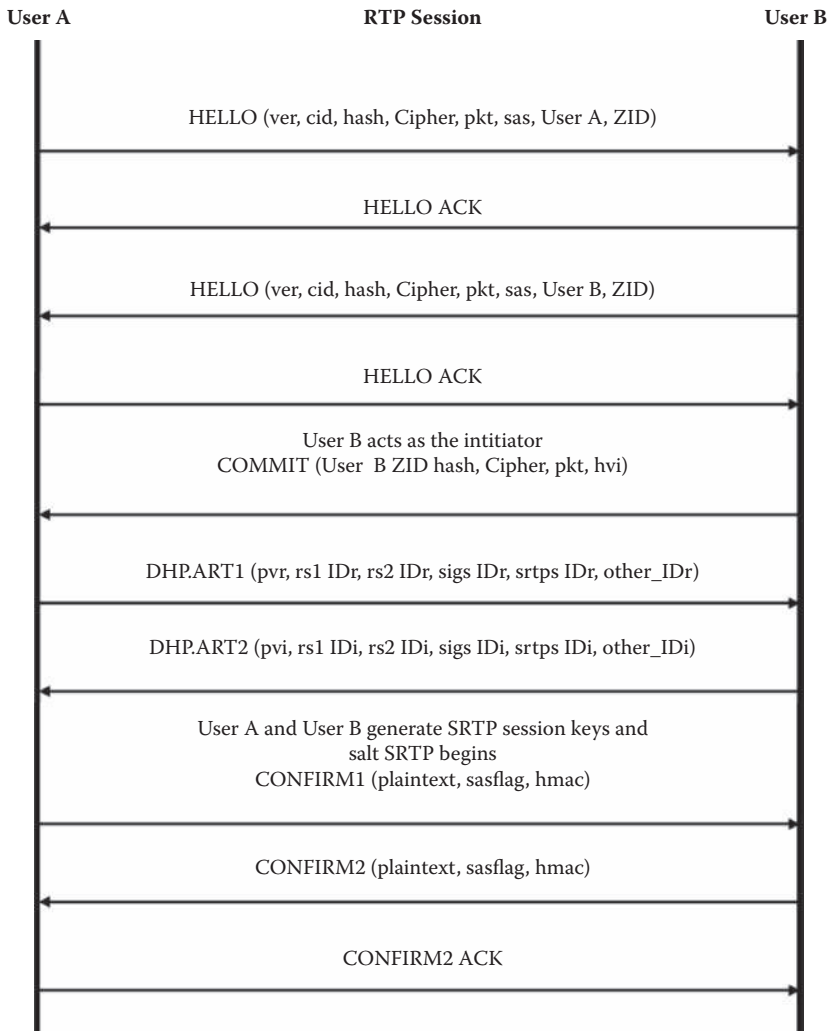 User A RTP Session User B
HELLO (ver, cid, hash, Cipher, pkt, sas, User A, ZID)
HELLO ACK
HELLO (ver, cid, hash, Cipher, pkt, sas, User B, ZID)
HELLO ACK
User B acts as the intitiator
COMMIT (User B ZID hash, Cipher, pkt, hvi)
DHP.ART1 (pvr, rs1 IDr, rs2 IDr, sigs IDr, srtps IDr, other_IDr)
DHP.ART2 (pvi, rs1 IDi, rs2 IDi, sigs IDi, srtps IDi, other_IDi)
User A and User B generate SRTP session keys and
salt SRTP begins
CONFIRM1 (plaintext, sasflag, hmac)
CONFIRM2 (plaintext, sasflag, hmac)
CONFIRM2 ACK